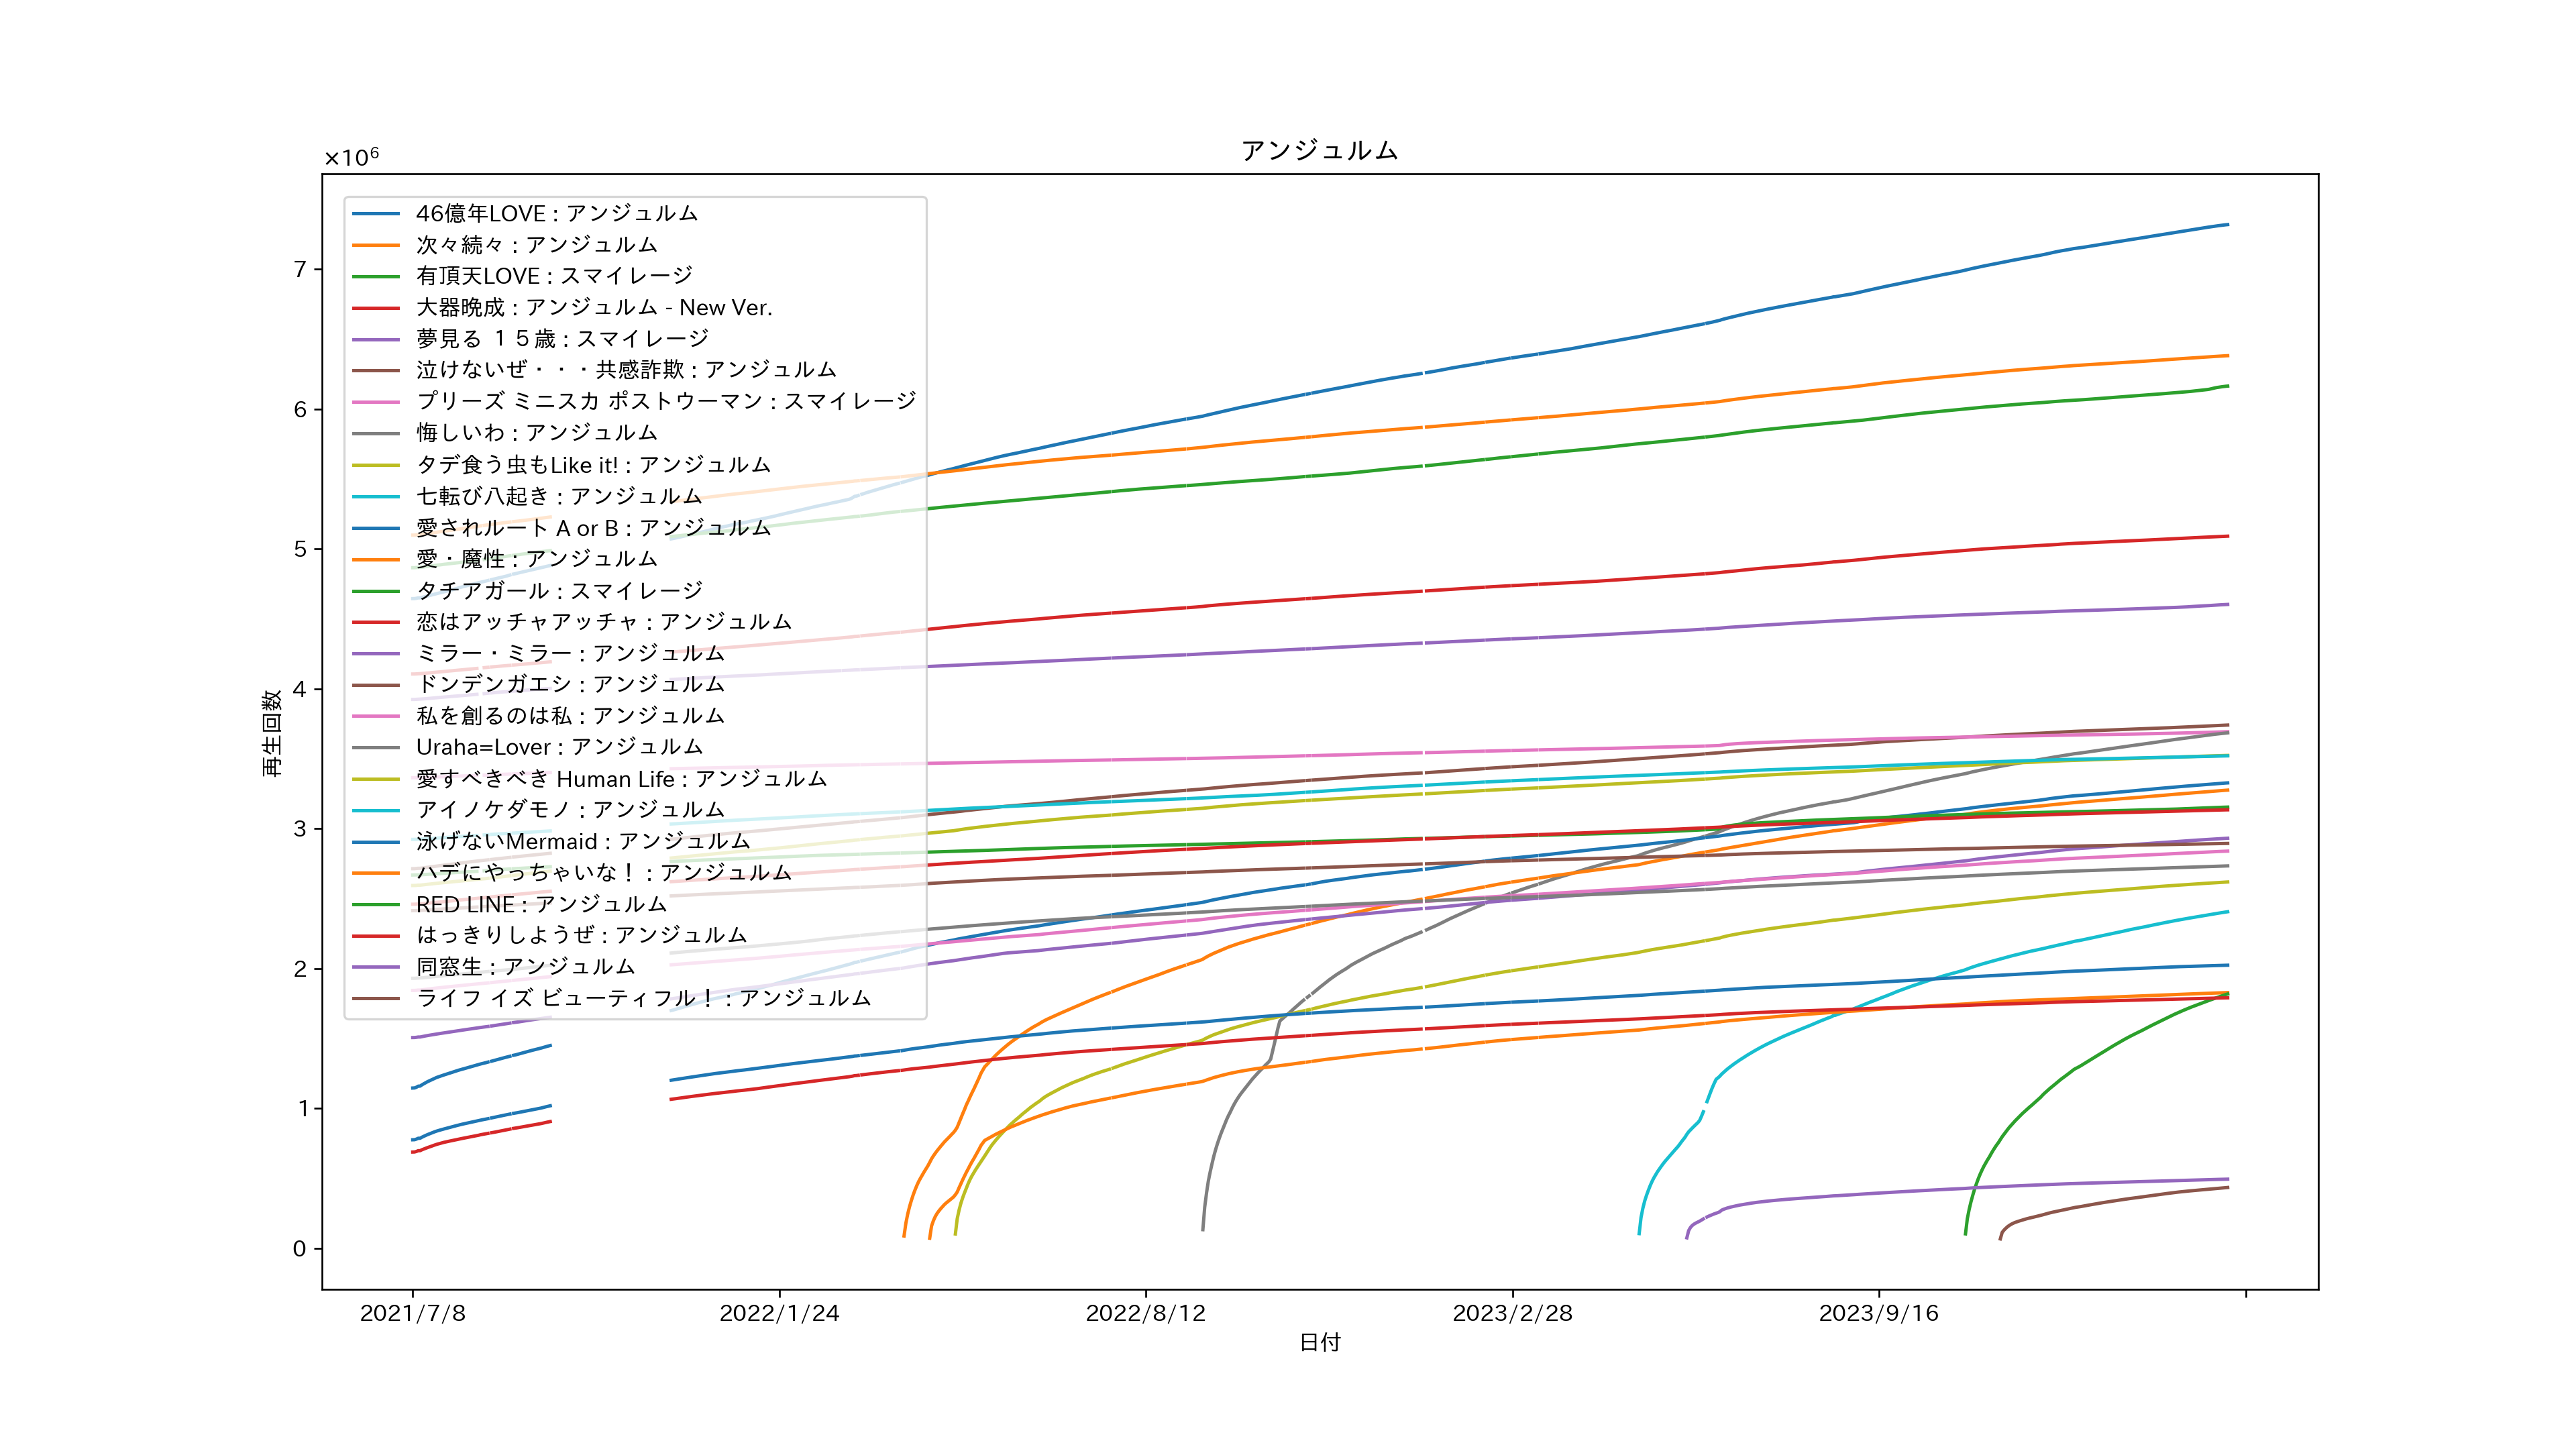 アンジュルム
×10⁶
46億年LOVE : アンジュルム
次々続々 : アンジュルム
有頂天LOVE : スマイレージ
大器晩成 : アンジュルム - New Ver.
夢見る １５歳 : スマイレージ
泣けないぜ・・・共感詐欺 : アンジュルム
プリーズ ミニスカ ポストウーマン : スマイレージ
悔しいわ : アンジュルム
タデ食う虫もLike it! : アンジュルム
七転び八起き : アンジュルム
愛されルート A or B : アンジュルム
愛・魔性 : アンジュルム
タチアガール : スマイレージ
恋はアッチャアッチャ : アンジュルム
ミラー・ミラー : アンジュルム
ドンデンガエシ : アンジュルム
私を創るのは私 : アンジュルム
Uraha=Lover : アンジュルム
愛すべきべき Human Life : アンジュルム
アイノケダモノ : アンジュルム
泳げないMermaid : アンジュルム
ハデにやっちゃいな！ : アンジュルム
RED LINE : アンジュルム
はっきりしようぜ : アンジュルム
同窓生 : アンジュルム
ライフ イズ ビューティフル！ : アンジュルム
7
6
5
4
3
2
1
0
再生回数
2021/7/8
2022/1/24
2022/8/12
2023/2/28
2023/9/16
日付